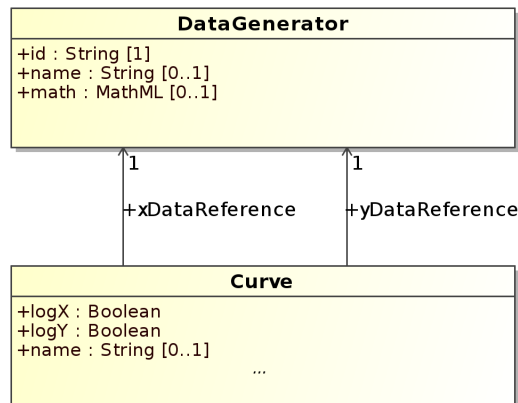 DataGenerator
+id : String [1]
+name : String [0..1]
+math : MathML [0..1]
1 1
+xDataReference +yDataReference
Curve
+logX : Boolean
+logY : Boolean
+name : String [0..1]
...